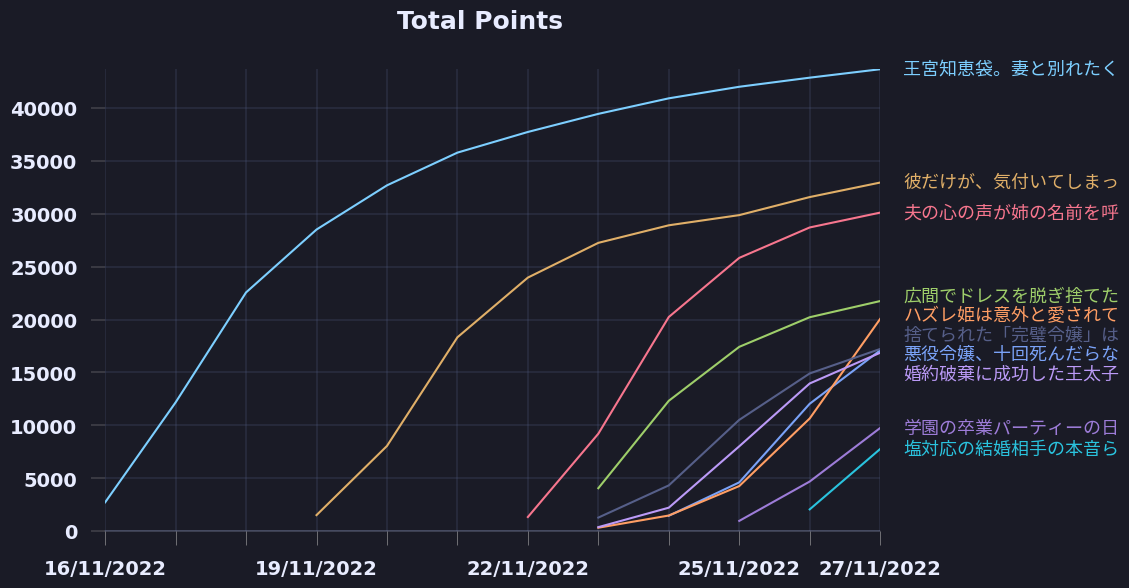 Total Points
王宮知恵袋。妻と別れたく
40000
35000
彼だけが、気付いてしまっ
30000
夫の心の声が姉の名前を呼
25000
広間でドレスを脱ぎ捨てた
20000
ハズレ姫は意外と愛されて
捨てられた「完璧令嬢」は
悪役令嬢、十回死んだらな
15000
婚約破棄に成功した王太子
10000
学園の卒業パーティーの日
塩対応の結婚相手の本音ら
5000
0
16/11/2022 19/11/2022 22/11/2022 25/11/2022 27/11/2022